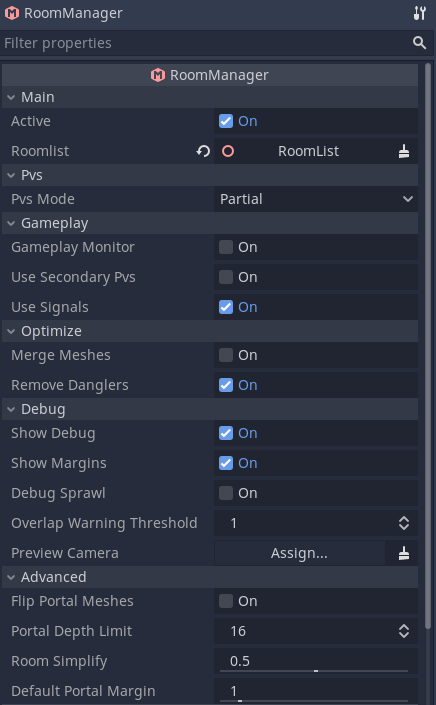 RoomManager
Filter properties
RoomManager
Main
Active On
Roomlist RoomList
Pvs
Pvs Mode Partial
Gameplay
Gameplay Monitor On
Use Secondary Pvs On
Use Signals On
Optimize
Merge Meshes On
Remove Danglers On
Debug
Show Debug On
Show Margins On
Debug Sprawl On
Overlap Warning Threshold 1
Preview Camera Assign...
Advanced
Flip Portal Meshes On
Portal Depth Limit 16
Room Simplify 0.5
Default Portal Margin 1